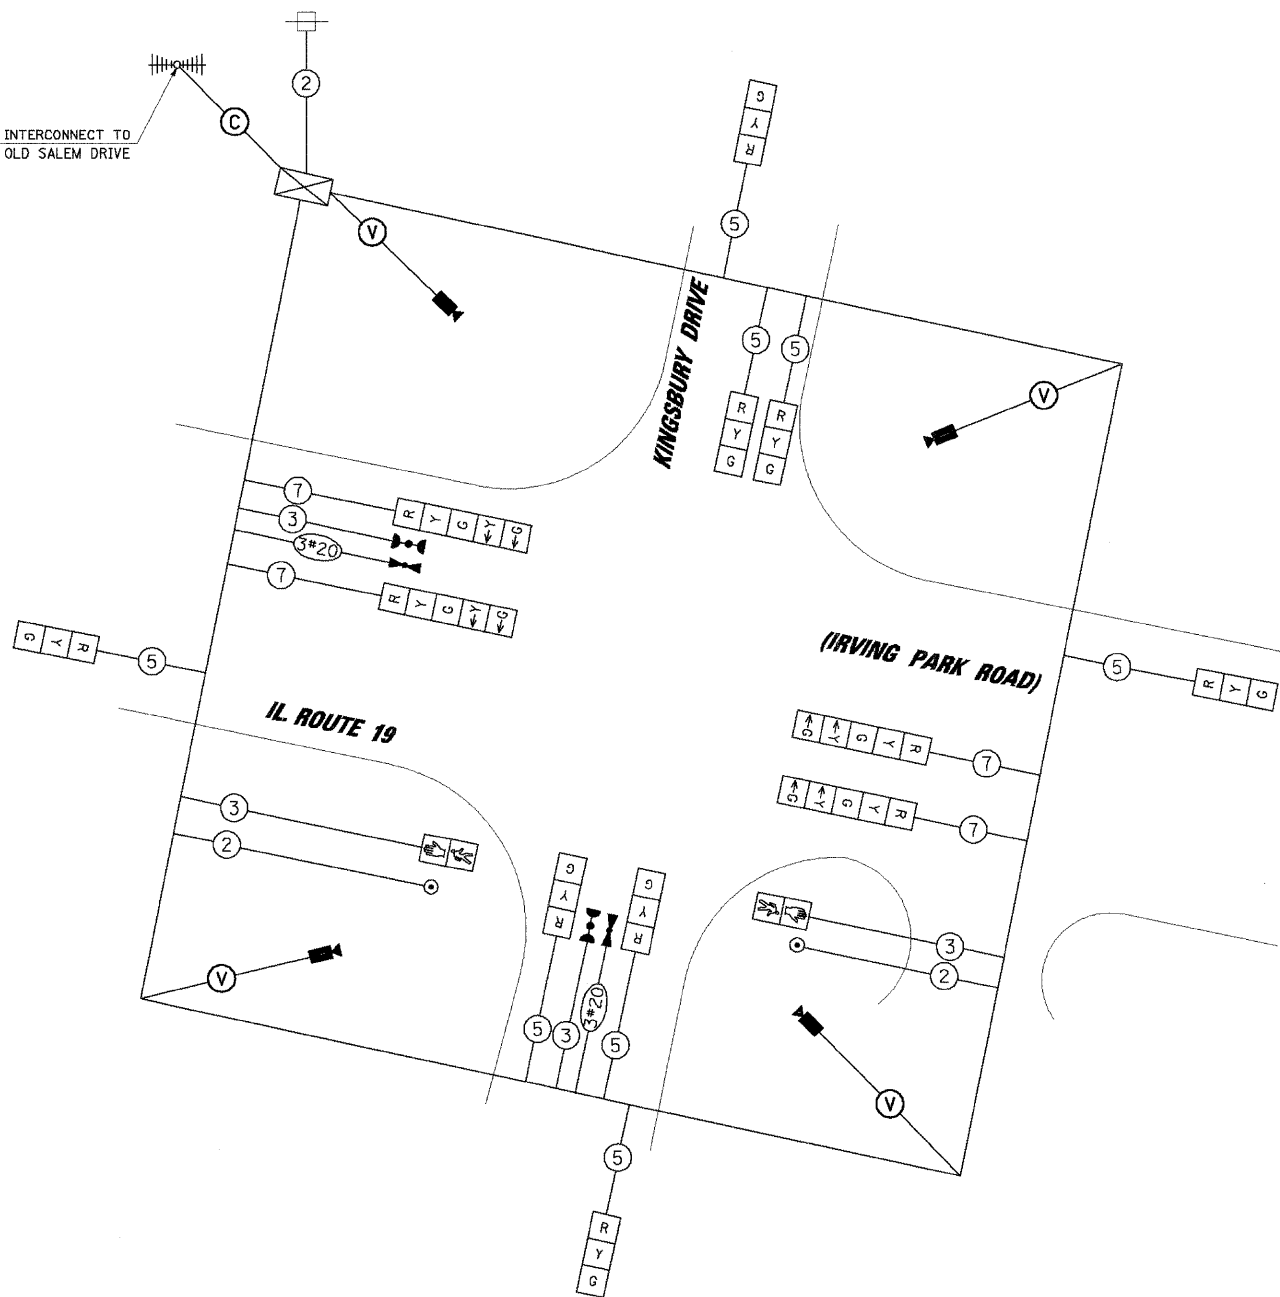 2
C
INTERCONNECT TO
OLD SALEM DRIVE
V
G
Y
R
5
KINGSBURY DRIVE
5
5
R
Y
G
R
Y
G
V
7
R Y G ←Y ←G
3
3#20
7
R Y G ←Y ←G
G Y R
5
(IRVING PARK ROAD)
5
R Y G
IL. ROUTE 19
←G ←Y G Y R
7
←G ←Y G Y R
7
3
2
G
Y
R
G
Y
R
3
2
V
5
3
3#20
5
V
5
R
Y
G